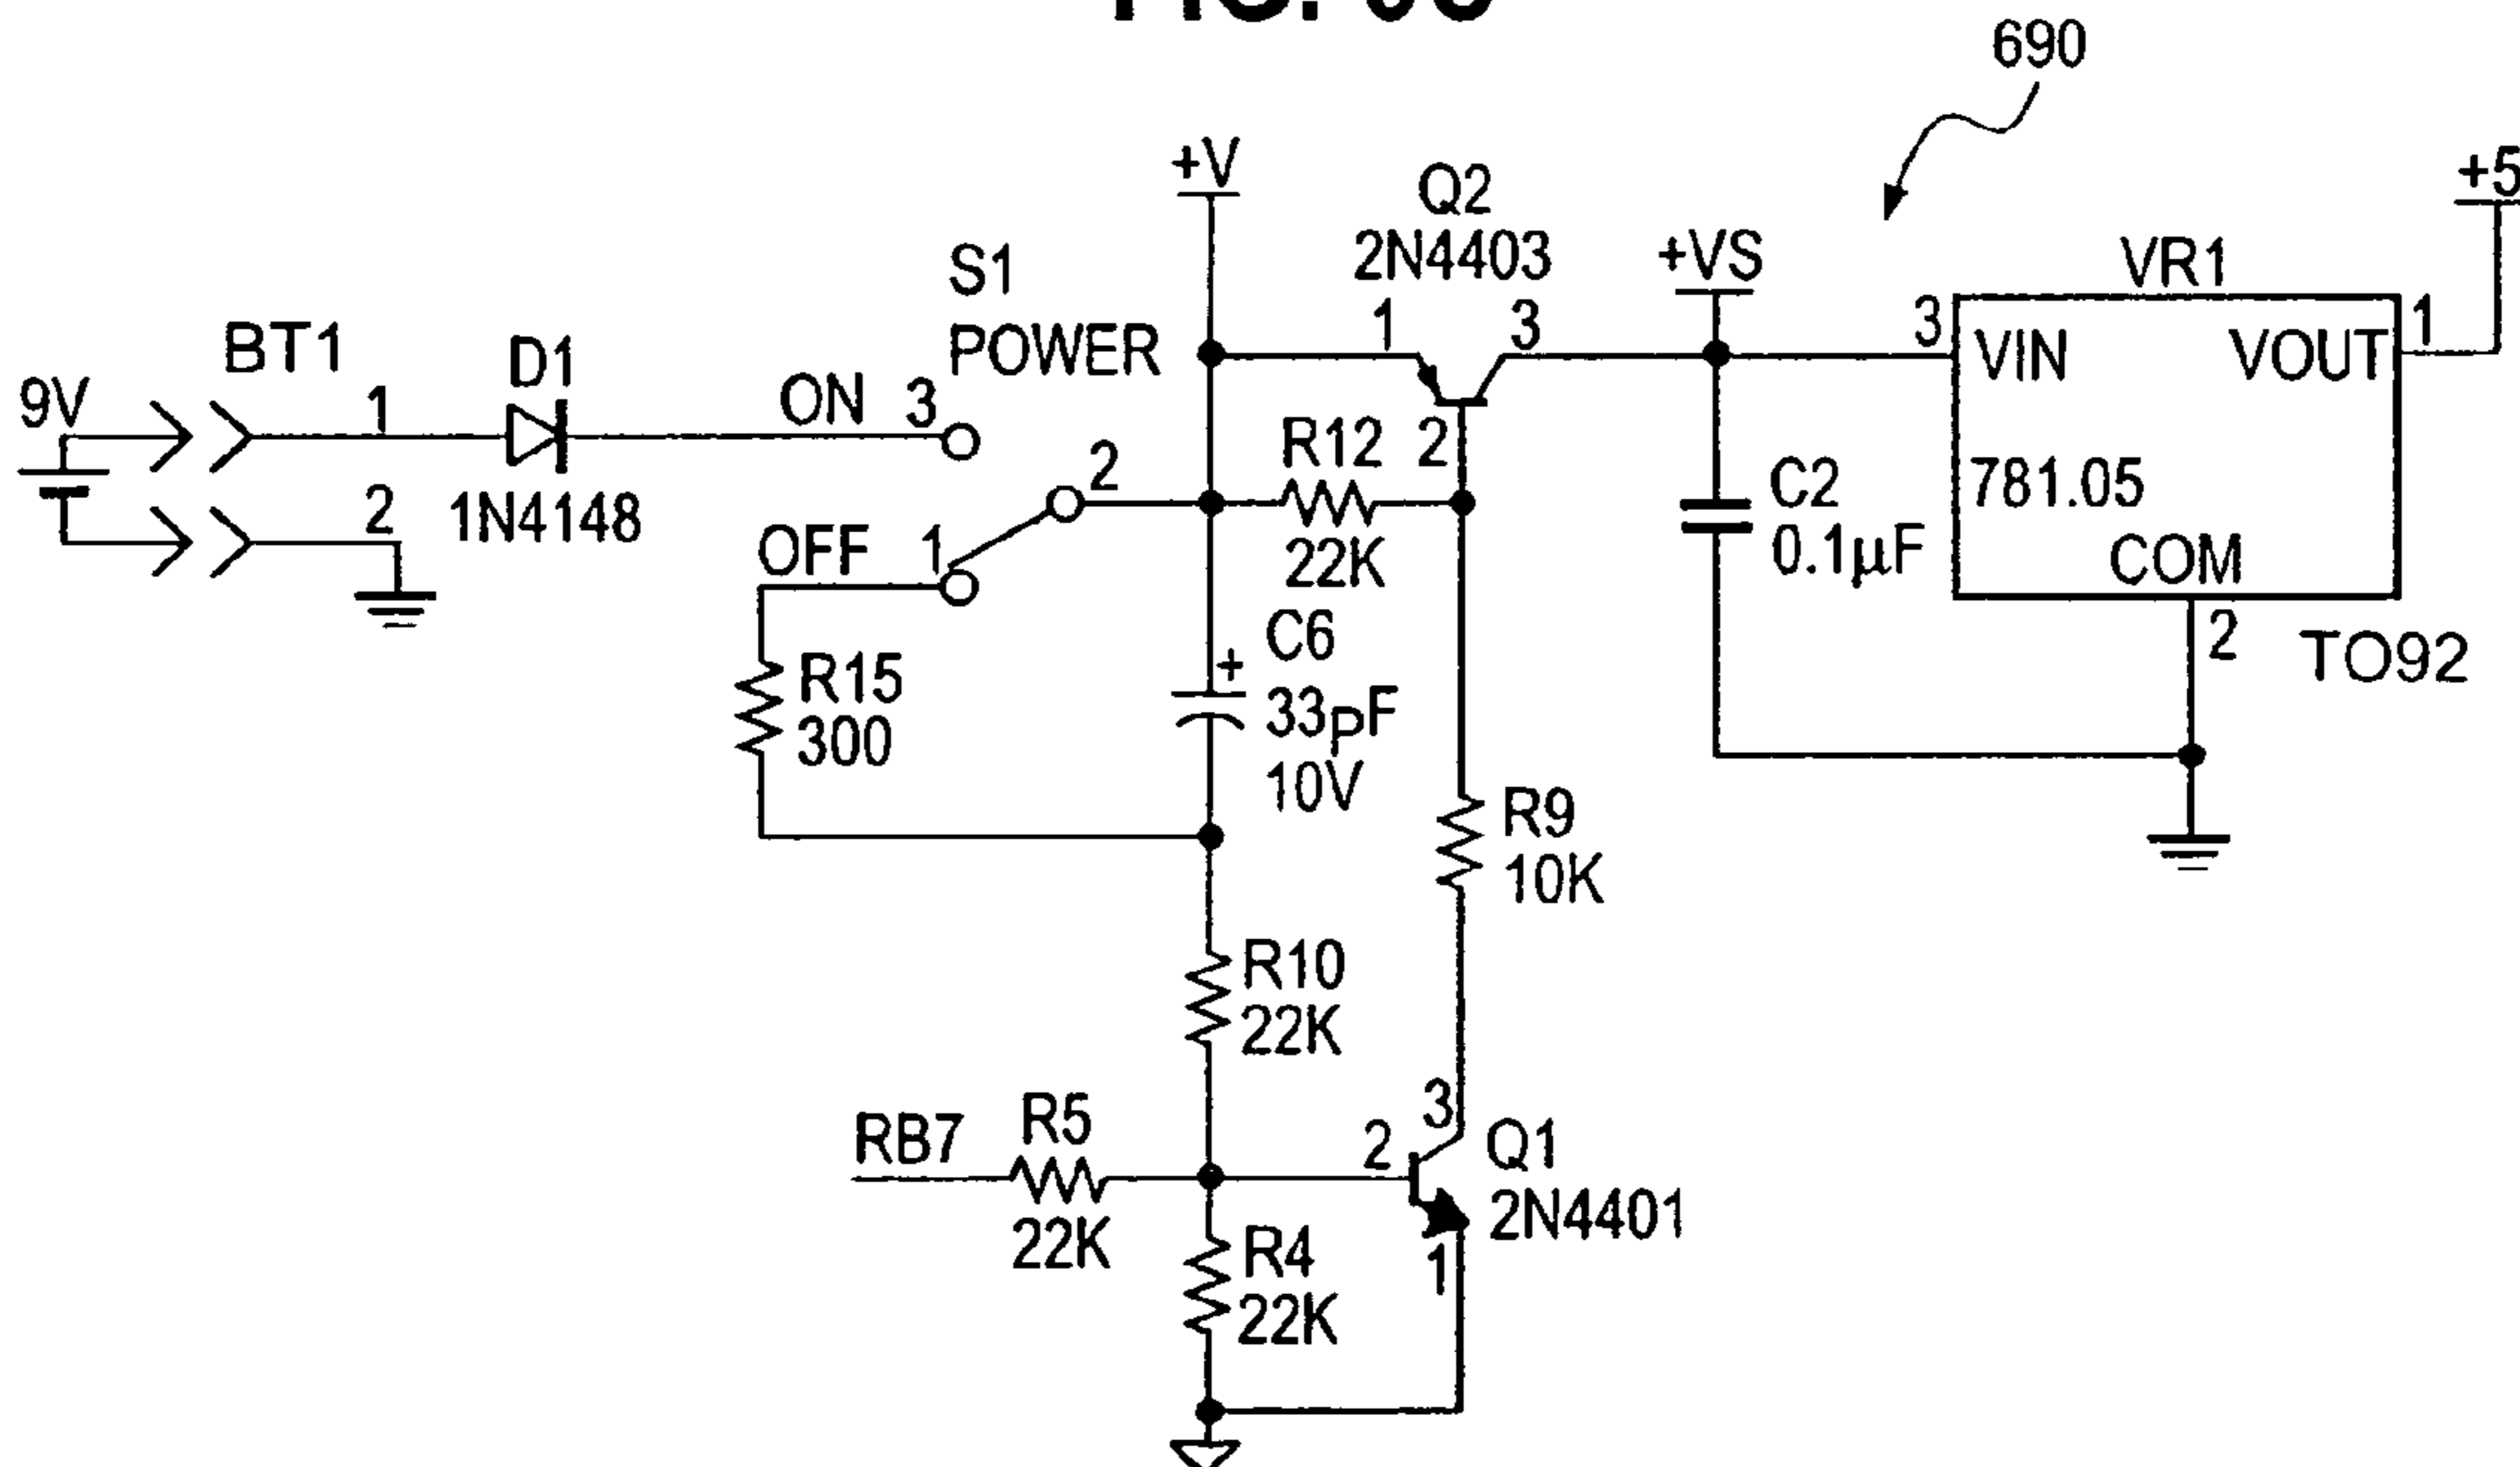 690
+V
Q2
2N4403
1
3
+VS
VR1
+5
S1
POWER
3
VIN
VOUT
1
BT1
D1
9V
1
ON
3
2
R12
2
22K
781.05
C2
0.1µF
COM
2
TO92
2
1N4148
OFF
1
R15
300
C6
+
33pF
10V
R9
10K
R10
22K
RB7
R5
22K
2
3
Q1
2N4401
1
R4
22K